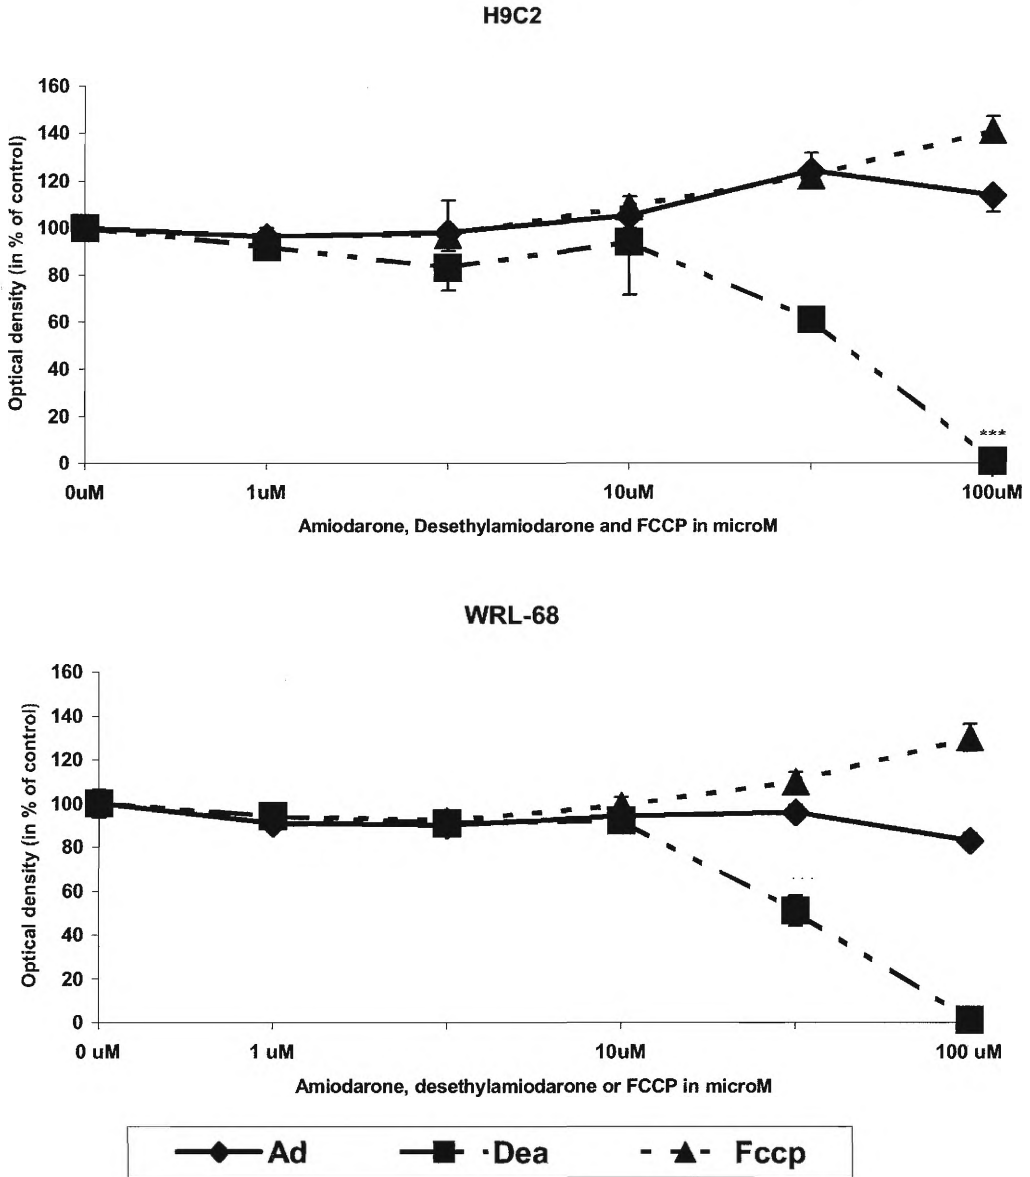 H9C2
160
140
120
100
80
60
40
20
0
Optical density (in % of control)
0uM 1uM 10uM 100uM
***
Amiodarone, Desethylamiodarone and FCCP in microM
WRL-68
160
140
120
100
80
60
40
20
0
Optical density (in % of control)
0 uM 1 uM 10uM 100 uM
Amiodarone, desethylamiodarone or FCCP in microM
Ad Dea Fccp